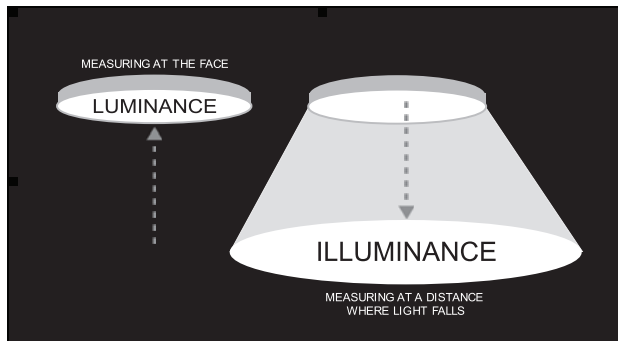 MEASURING AT THE FACE
LUMINANCE
ILLUMINANCE
MEASURING AT A DISTANCE
WHERE LIGHT FALLS